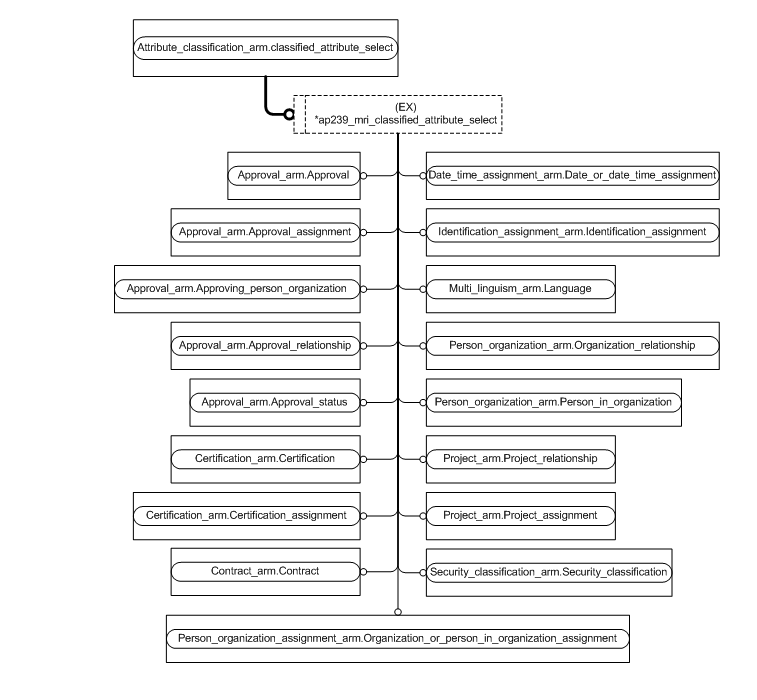 Attribute_classification_arm.classified_attribute_select
(EX)
*ap239_mri_classified_attribute_select
Approval_arm.Approval
Date_time_assignment_arm.Date_or_date_time_assignment
Approval_arm.Approval_assignment
Identification_assignment_arm.Identification_assignment
Approval_arm.Approving_person_organization
Multi_linguism_arm.Language
Approval_arm.Approval_relationship
Person_organization_arm.Organization_relationship
Approval_arm.Approval_status
Person_organization_arm.Person_in_organization
Certification_arm.Certification
Project_arm.Project_relationship
Certification_arm.Certification_assignment
Project_arm.Project_assignment
Contract_arm.Contract
Security_classification_arm.Security_classification
Person_organization_assignment_arm.Organization_or_person_in_organization_assignment